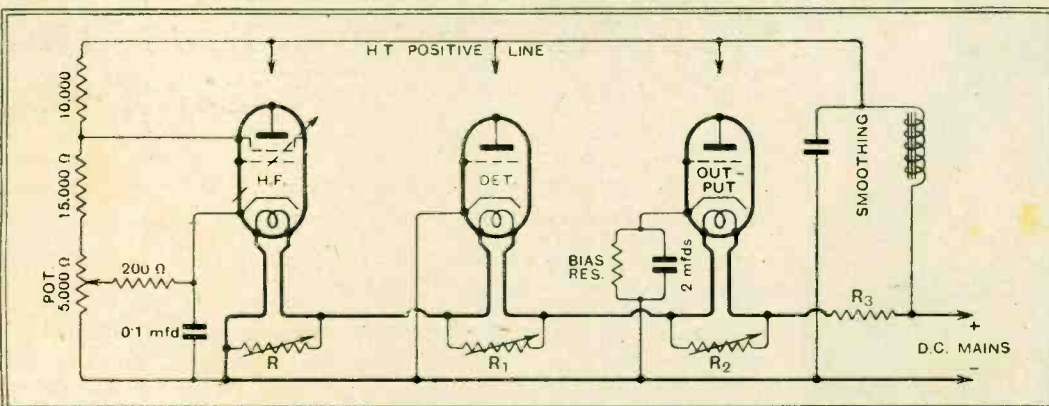 H.T POSITIVE LINE
10,000
15,000 Ω
POT. 5,000 Ω
200 Ω
0·1 mfd
H.F.
DET.
OUT-
PUT
BIAS
RES.
2 mfds
SMOOTHING
R
R₁
R₂
R₃
+
D.C. MAINS
−